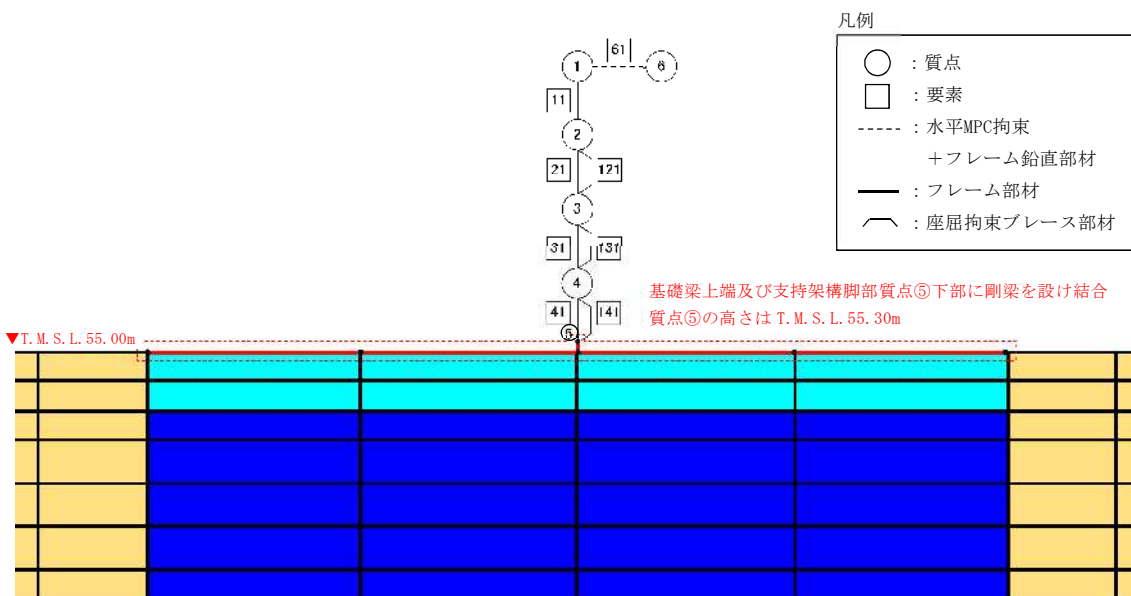 凡例
○ : 質点
□ : 要素
----- : 水平MPC拘束
＋フレーム鉛直部材
: フレーム部材
: 座屈拘束ブレース部材
61
1
6
11
2
21
121
3
31
131
4
41
141
5
基礎梁上端及び支持架構脚部質点⑤下部に剛梁を設け結合
質点⑤の高さは T.M.S.L.55.30m
▼T.M.S.L.55.00m